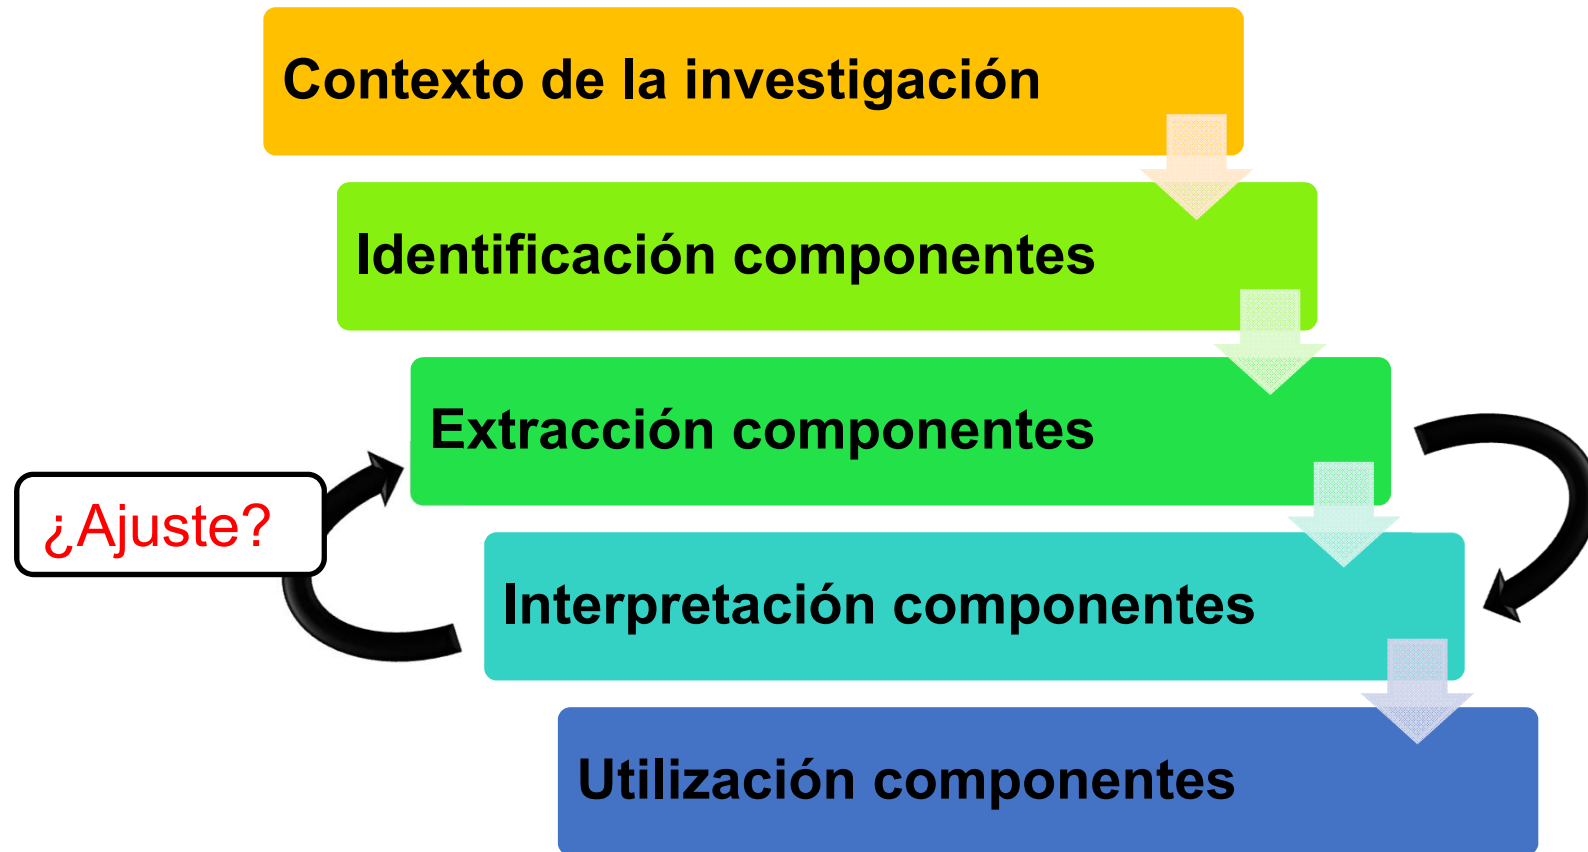 Contexto de la investigación
Identificación componentes
Extracción componentes
¿Ajuste?
Interpretación componentes
Utilización componentes